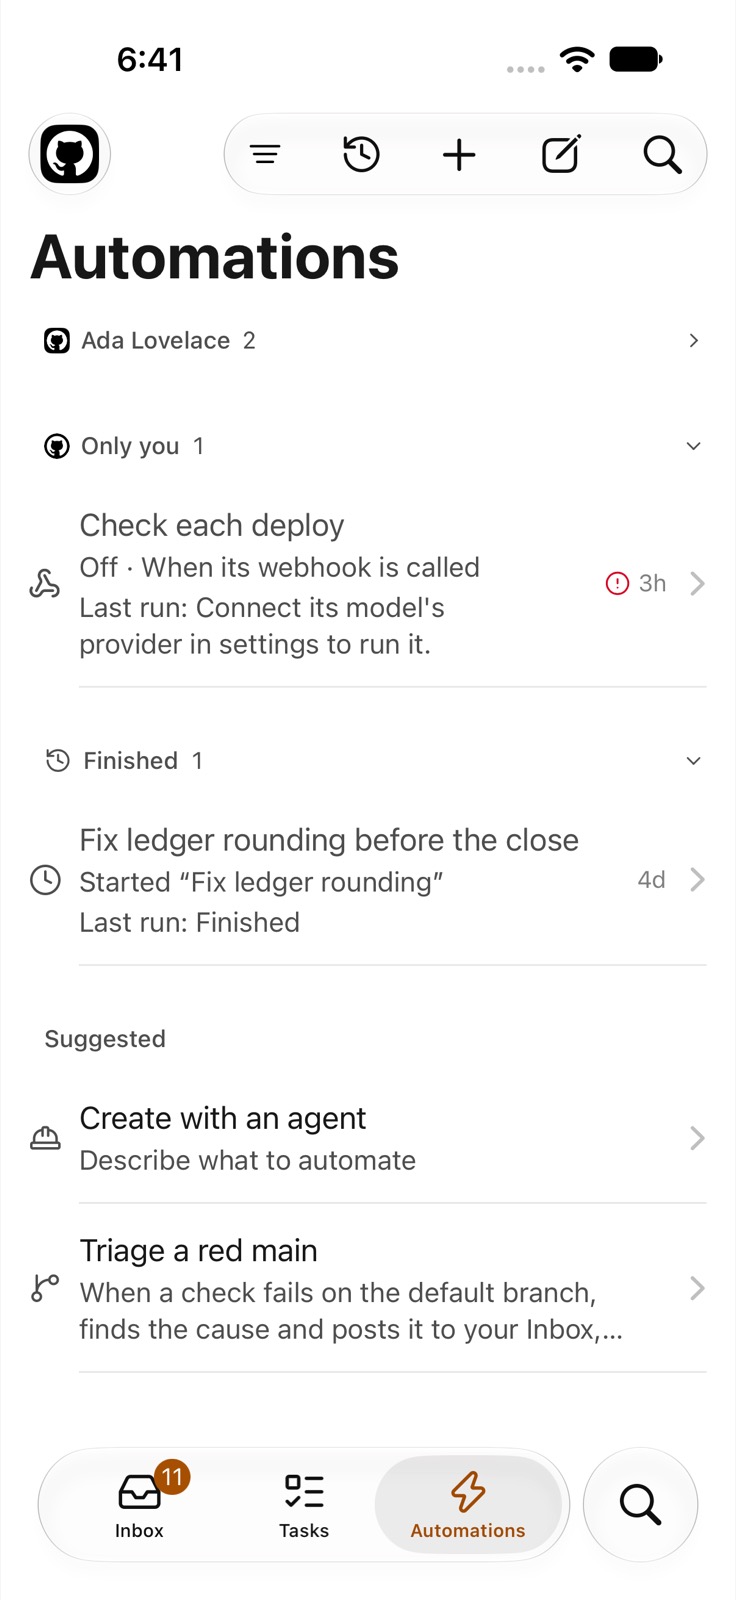 6:41
Automations
Ada Lovelace 2
Only you 1
Check each deploy
Off · When its webhook is called
Last run: Connect its model's
provider in settings to run it.
3h
Finished 1
Fix ledger rounding before the close
Started “Fix ledger rounding”
Last run: Finished
4d
Suggested
Create with an agent
Describe what to automate
Triage a red main
When a check fails on the default branch,
finds the cause and posts it to your Inbox,...
11
Inbox
Tasks
Automations